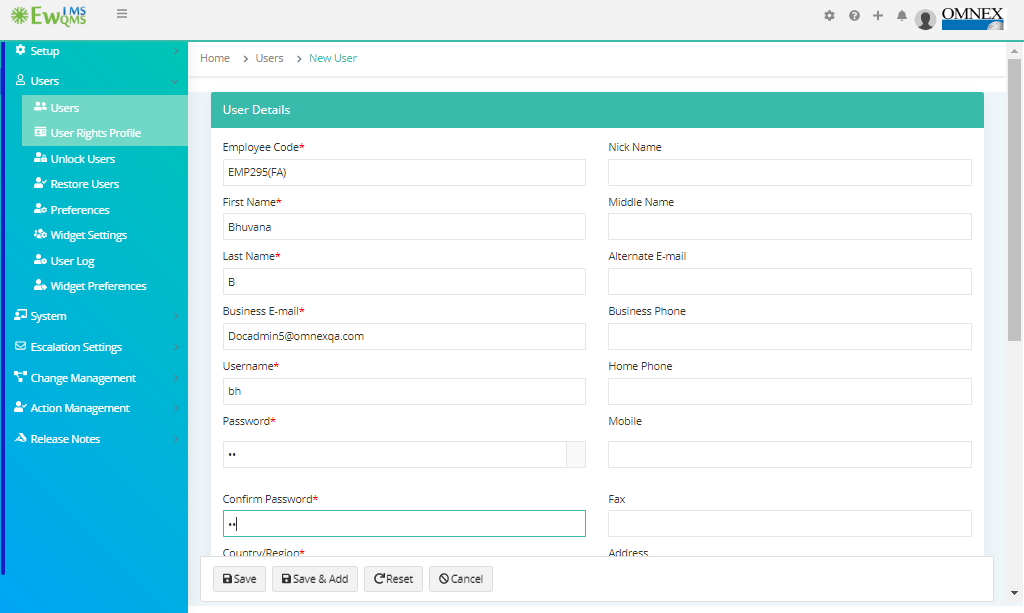 EwIMS
QMS
OMNEX
Setup
Users
Users
User Rights Profile
Unlock Users
Restore Users
Preferences
Widget Settings
User Log
Widget Preferences
System
Escalation Settings
Change Management
Action Management
Release Notes
Home > Users > New User
User Details
Employee Code* Nick Name
EMP295(FA)
First Name* Middle Name
Bhuvana
Last Name* Alternate E-mail
B
Business E-mail* Business Phone
Docadmin5@omnexqa.com
Username* Home Phone
bh
Password* Mobile
••
Confirm Password* Fax
••
Country/Region* Address
Save Save & Add Reset Cancel